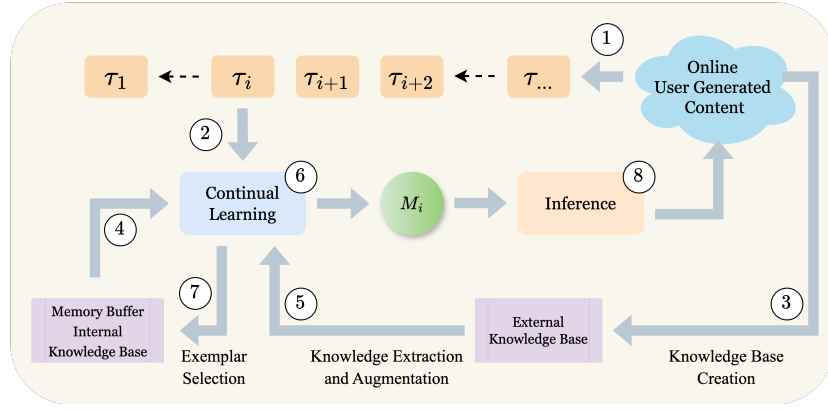 1
τ1
τi
τi+1
τi+2
τ...
Online
User Generated
Content
2
6
8
Continual
Learning
Mi
Inference
4
7
5
3
Memory Buffer
Internal
Knowledge Base
External
Knowledge Base
Exemplar
Selection
Knowledge Extraction
and Augmentation
Knowledge Base
Creation